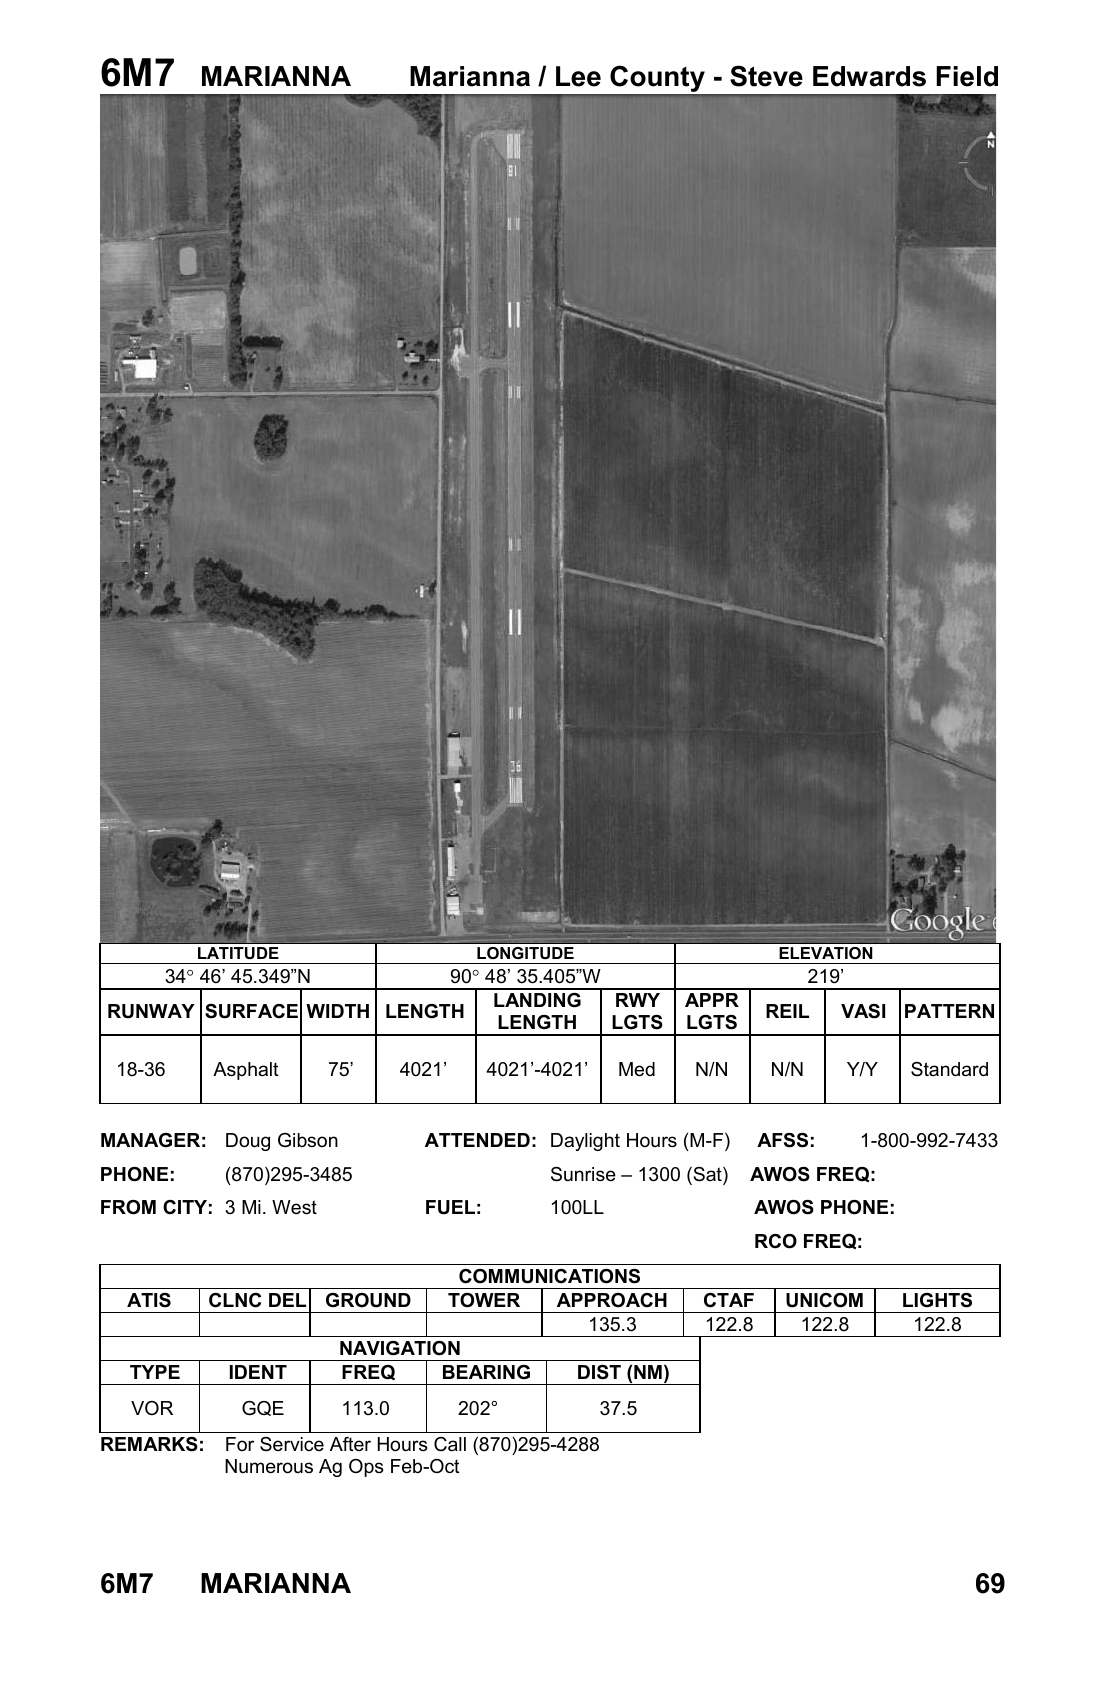 6M7 MARIANNA Marianna / Lee County - Steve Edwards Field
N
18
36
Google
LATITUDE LONGITUDE ELEVATION
34° 46’ 45.349”N 90° 48’ 35.405”W 219’
RUNWAY SURFACE WIDTH LENGTH LANDING LENGTH RWY LGTS APPR LGTS REIL VASI PATTERN
18-36 Asphalt 75’ 4021’ 4021’-4021’ Med N/N N/N Y/Y Standard
MANAGER: Doug Gibson ATTENDED: Daylight Hours (M-F) AFSS: 1-800-992-7433
PHONE: (870)295-3485 Sunrise – 1300 (Sat) AWOS FREQ:
FROM CITY: 3 Mi. West FUEL: 100LL AWOS PHONE:
RCO FREQ:
COMMUNICATIONS
ATIS CLNC DEL GROUND TOWER APPROACH CTAF UNICOM LIGHTS
135.3 122.8 122.8 122.8
NAVIGATION
TYPE IDENT FREQ BEARING DIST (NM)
VOR GQE 113.0 202° 37.5
REMARKS: For Service After Hours Call (870)295-4288
Numerous Ag Ops Feb-Oct
6M7 MARIANNA 69